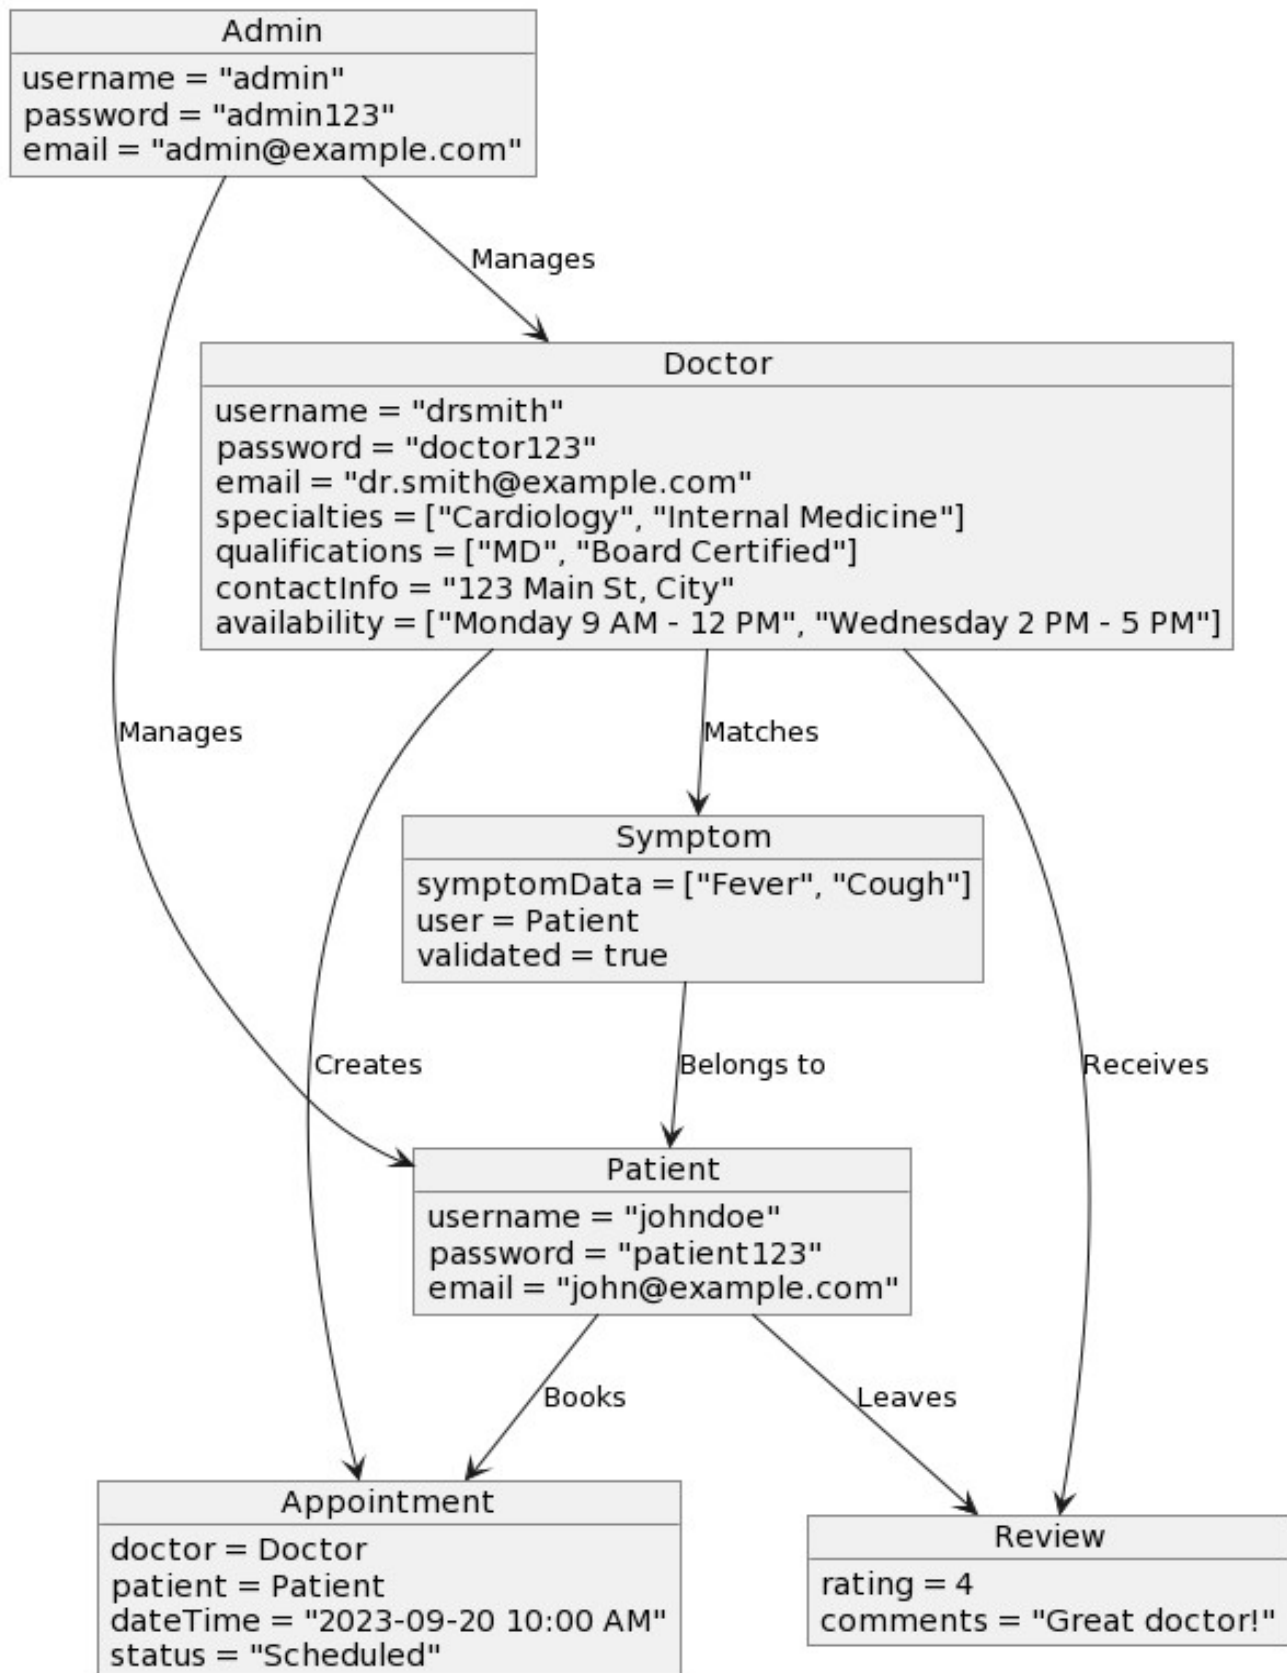 Admin
username = "admin"
password = "admin123"
email = "admin@example.com"
Manages
Doctor
username = "drsmith"
password = "doctor123"
email = "dr.smith@example.com"
specialties = ["Cardiology", "Internal Medicine"]
qualifications = ["MD", "Board Certified"]
contactInfo = "123 Main St, City"
availability = ["Monday 9 AM - 12 PM", "Wednesday 2 PM - 5 PM"]
Manages
Matches
Symptom
symptomData = ["Fever", "Cough"]
user = Patient
validated = true
Creates
Belongs to
Receives
Patient
username = "johndoe"
password = "patient123"
email = "john@example.com"
Books
Leaves
Appointment
doctor = Doctor
patient = Patient
dateTime = "2023-09-20 10:00 AM"
status = "Scheduled"
Review
rating = 4
comments = "Great doctor!"